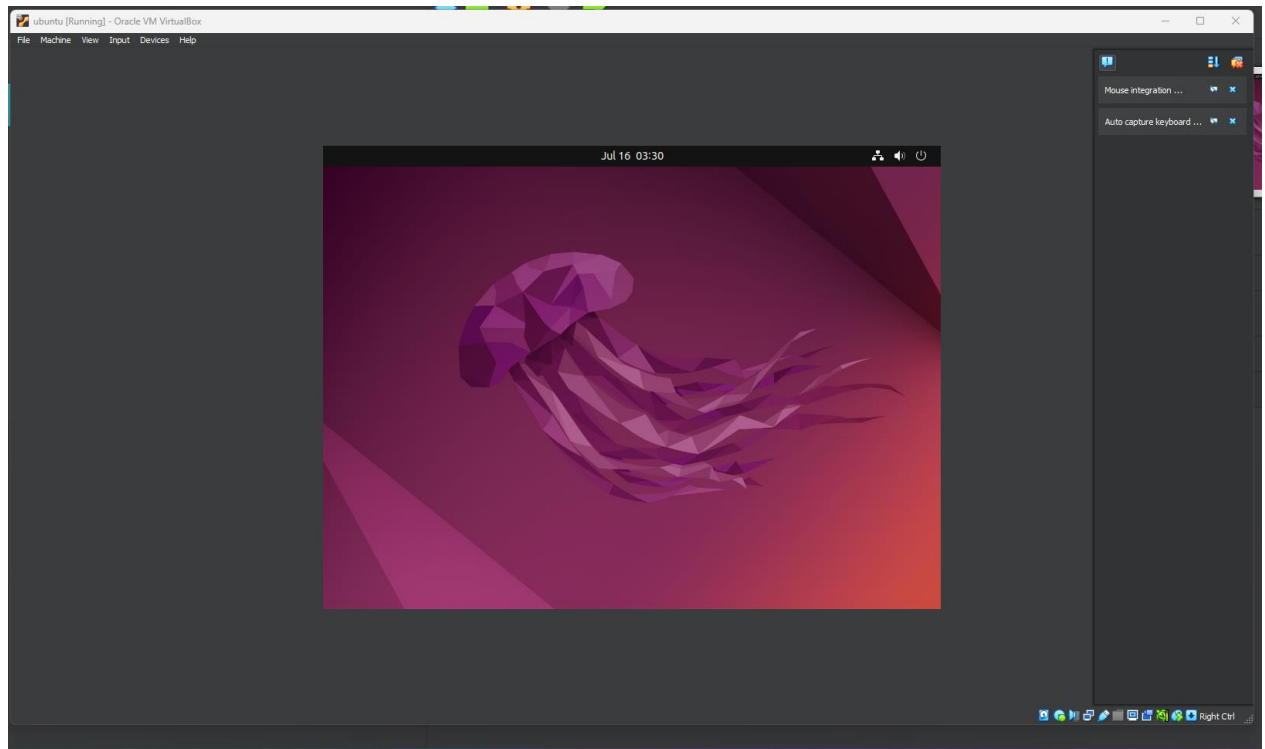 ubuntu [Running] - Oracle VM VirtualBox
File Machine View Input Devices Help
Mouse integration ...
Auto capture keyboard ...
Jul 16 03:30
Right Ctrl